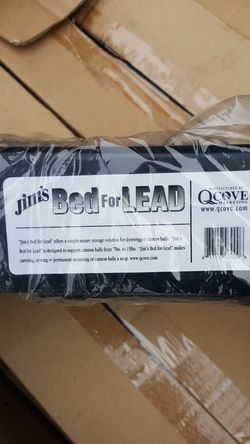 jim's Bed For LEAD
MANUFACTURED BY
QCOVE
MARKETING
www.qcove.com
"Jim's Bed for Lead" offers a simple secure storage solution for downrigger cannon balls. "Jim's
Bed for Lead" is designed to support cannon balls from 7lbs. to 15lbs. "Jim's Bed for Lead" makes
carrying, storing or permanent mounting of cannon balls a snap. www.qcove.com